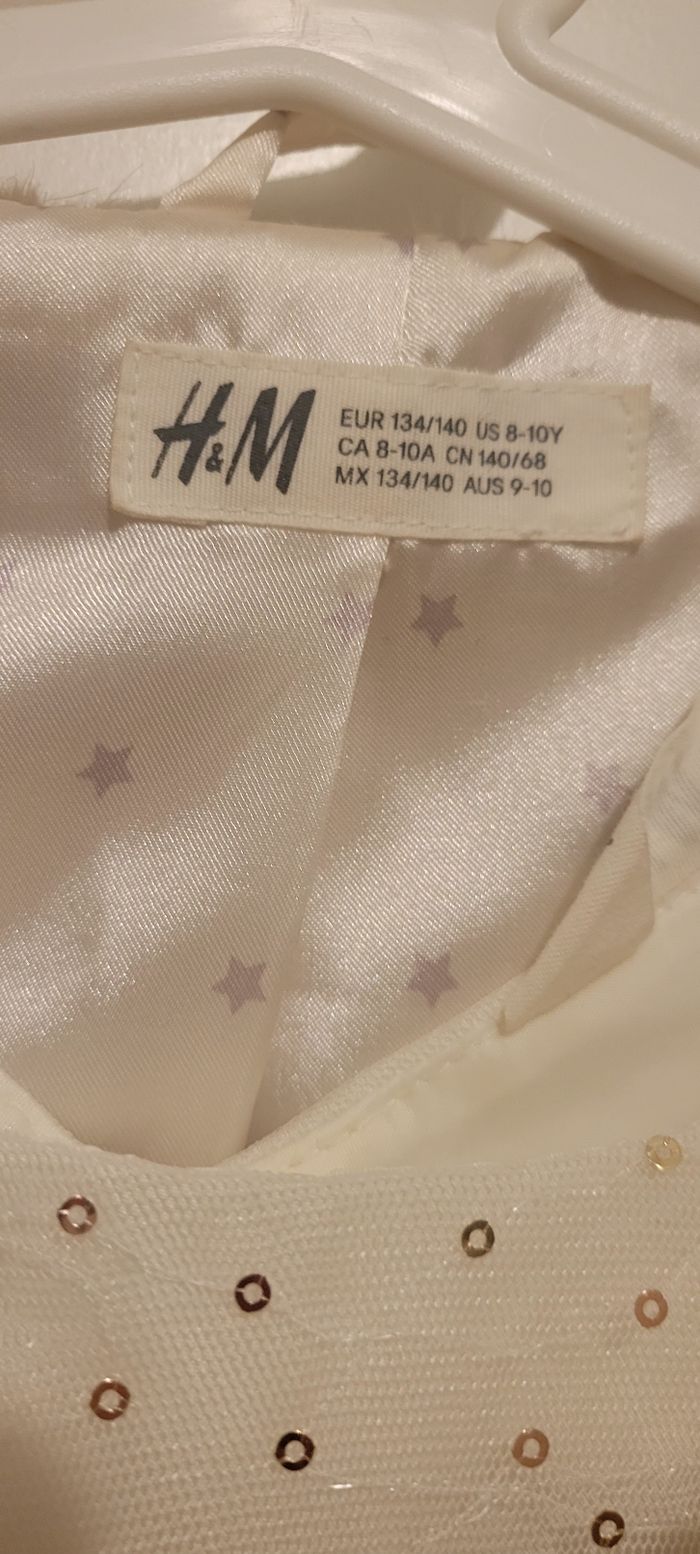 H&M
EUR 134/140 US 8-10Y
CA 8-10A CN 140/68
MX 134/140 AUS 9-10